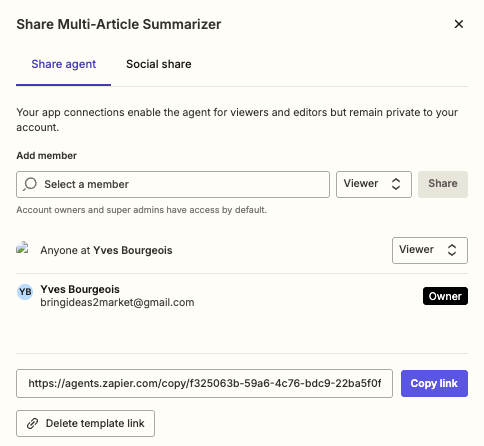 Share Multi-Article Summarizer
Share agent
Social share
Your app connections enable the agent for viewers and editors but remain private to your
account.
Add member
Select a member
Viewer
Share
Account owners and super admins have access by default.
Anyone at Yves Bourgeois
Viewer
YB
Yves Bourgeois
bringideas2market@gmail.com
Owner
https://agents.zapier.com/copy/f325063b-59a6-4c76-bdc9-22ba5f0f
Copy link
Delete template link